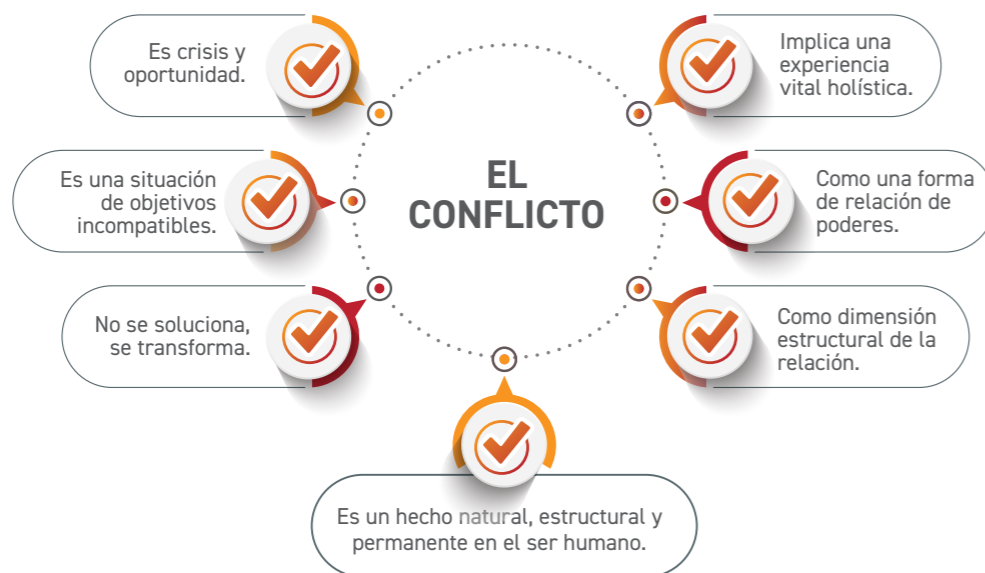 Es crisis y
oportunidad.
Implica una
experiencia
vital holística.
EL
CONFLICTO
Es una situación
de objetivos
incompatibles.
Como una forma
de relación de
poderes.
No se soluciona,
se transforma.
Como dimensión
estructural de la
relación.
Es un hecho natural, estructural y
permanente en el ser humano.